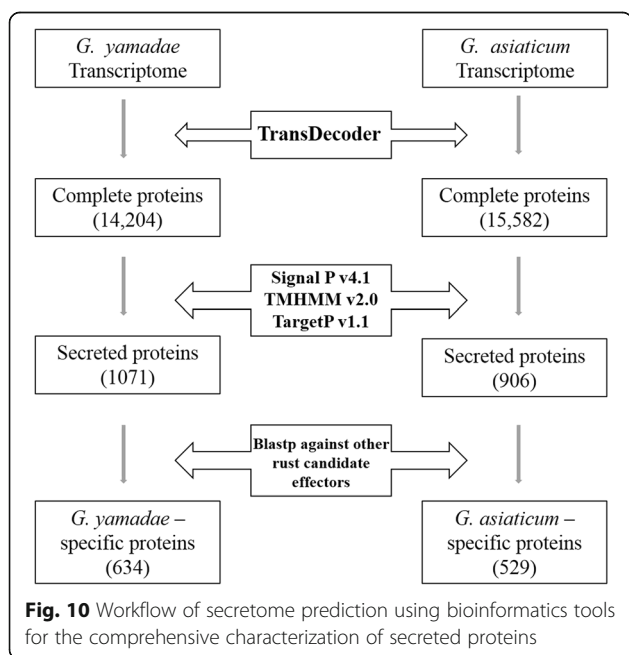 G. yamadae
Transcriptome
G. asiaticum
Transcriptome
TransDecoder
Complete proteins
(14,204)
Complete proteins
(15,582)
Signal P v4.1
TMHMM v2.0
TargetP v1.1
Secreted proteins
(1071)
Secreted proteins
(906)
Blastp against other
rust candidate
effectors
G. yamadae –
specific proteins
(634)
G. asiaticum –
specific proteins
(529)
Fig. 10 Workflow of secretome prediction using bioinformatics tools
for the comprehensive characterization of secreted proteins